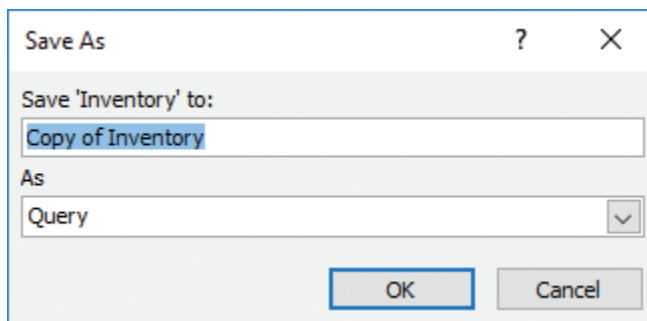 Save As ?
Save 'Inventory' to:
Copy of Inventory
As
Query
OK Cancel